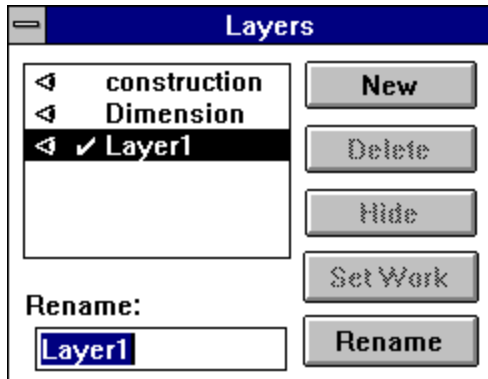 Layers
construction
Dimension
Layer1
New
Delete
Hide
Set Work
Rename:
Layer1
Rename